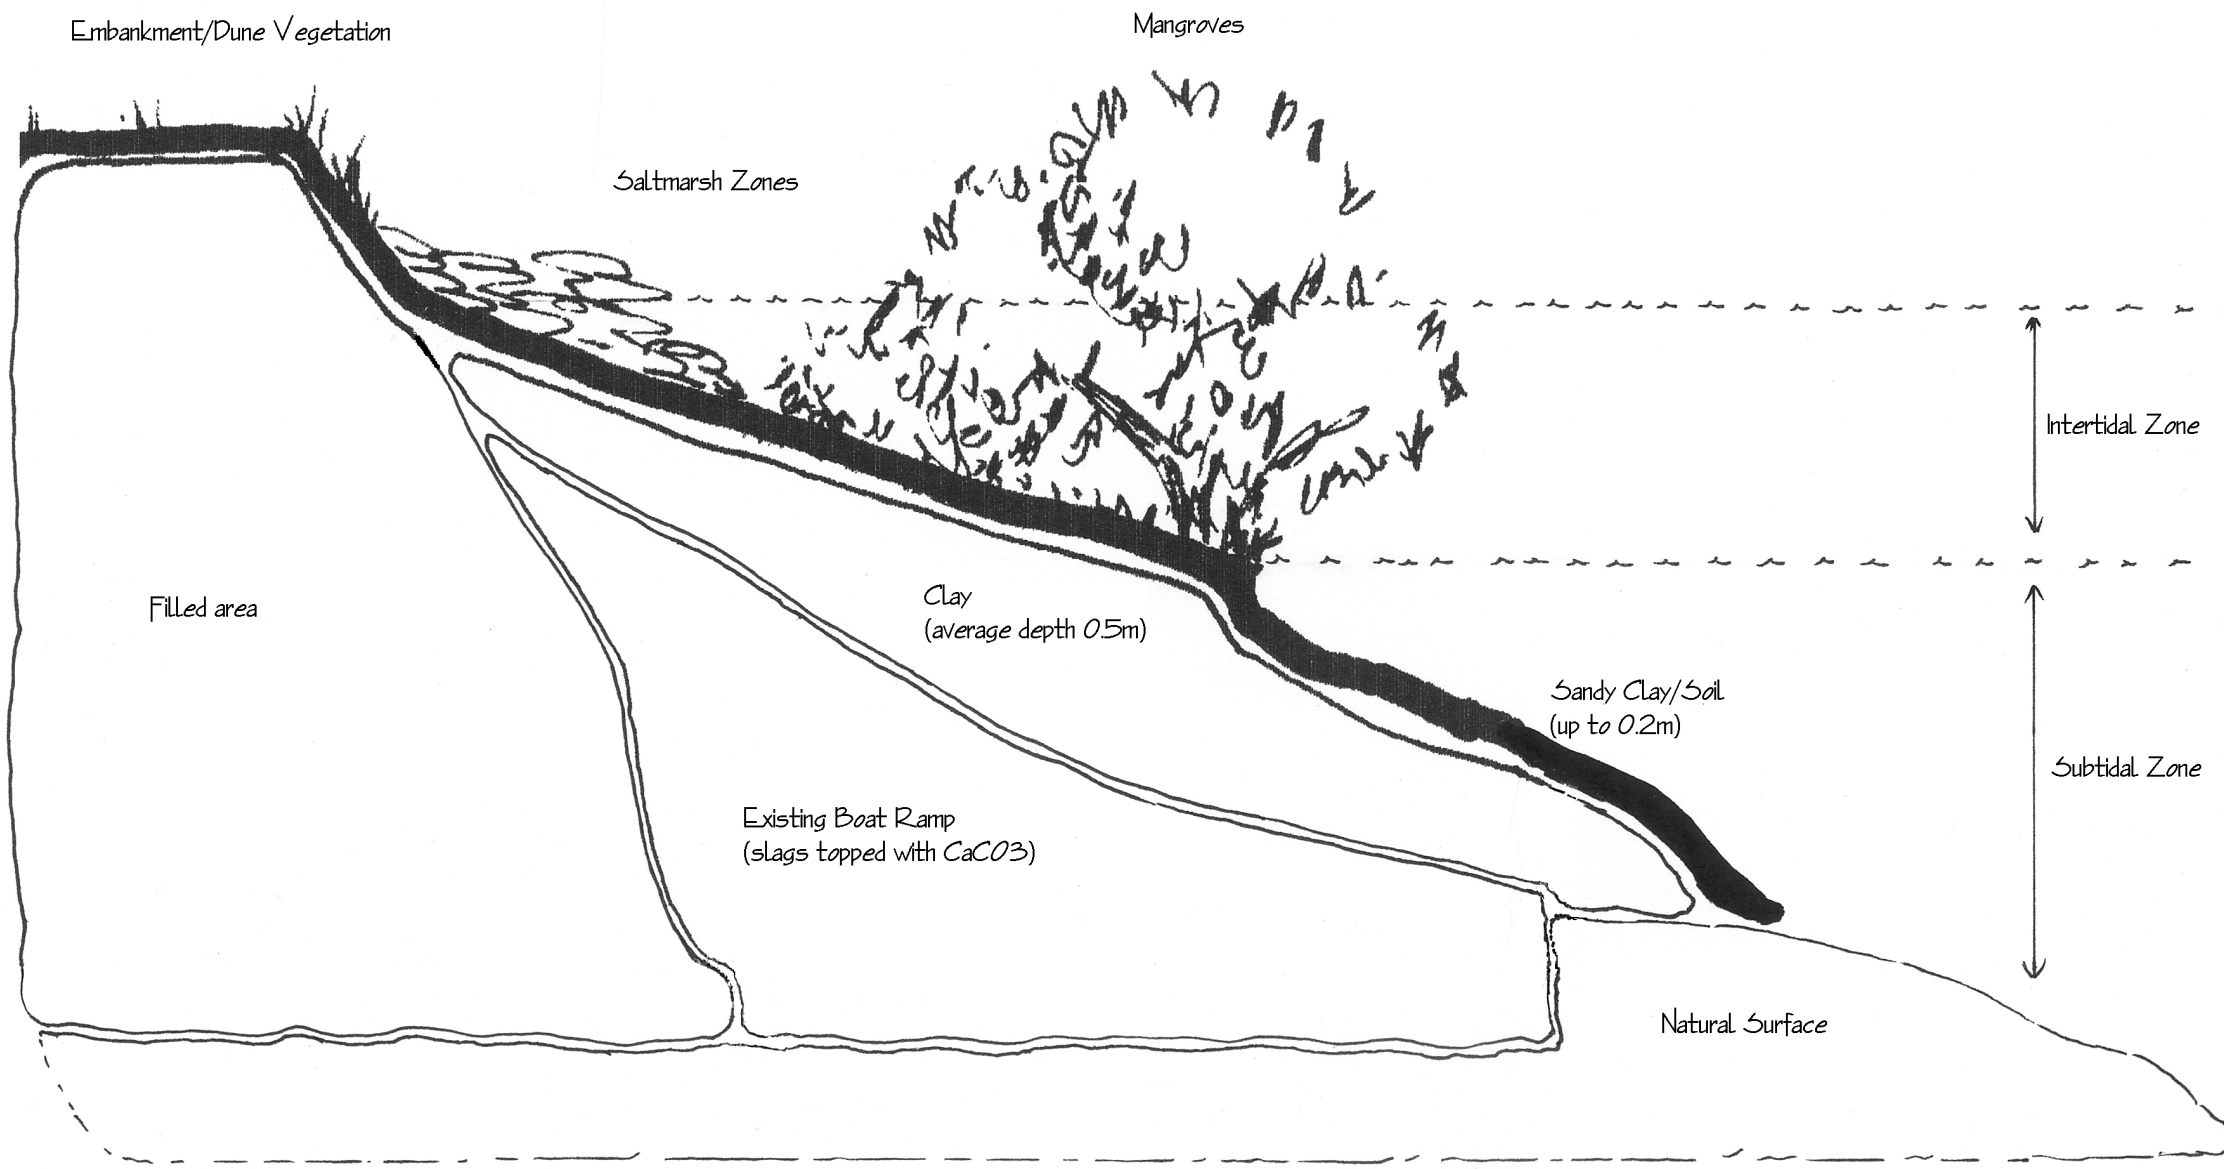 Embankment/Dune Vegetation
Mangroves
Saltmarsh Zones
Intertidal Zone
Filled area
Clay
(average depth 0.5m)
Sandy Clay/Soil
(up to 0.2m)
Subtidal Zone
Existing Boat Ramp
(slags topped with CaCO3)
Natural Surface